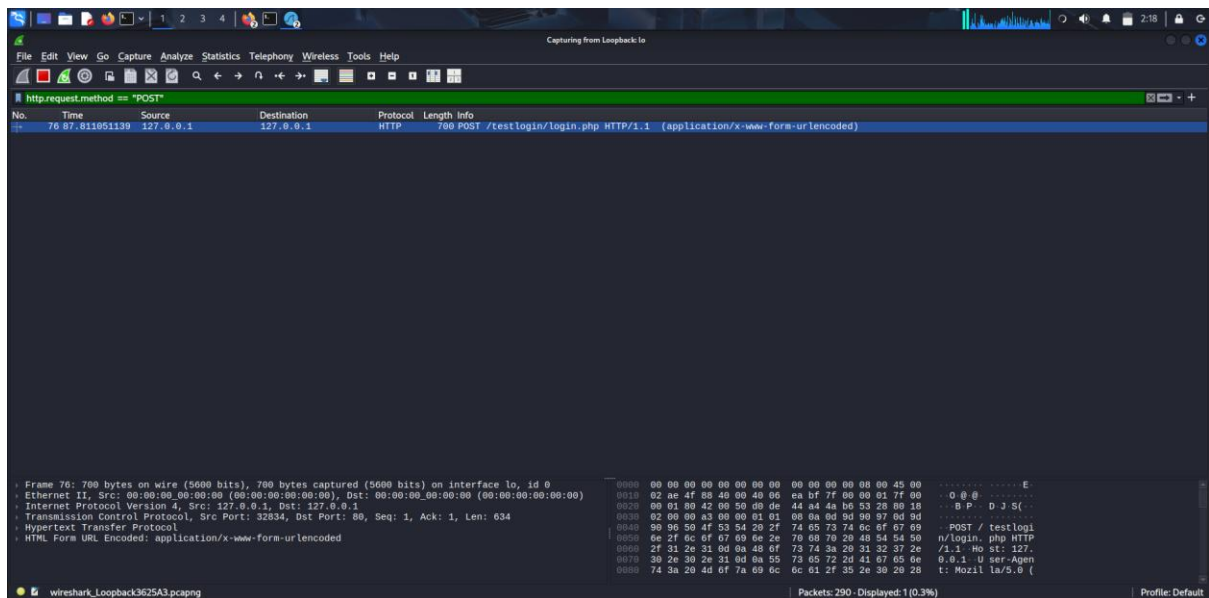 1 2 3 4 2:18
Capturing from Loopback: lo
File Edit View Go Capture Analyze Statistics Telephony Wireless Tools Help
http.request.method == "POST"
No. Time Source Destination Protocol Length Info
76 87.811051139 127.0.0.1 127.0.0.1 HTTP 700 POST /testlogin/login.php HTTP/1.1 (application/x-www-form-urlencoded)
Frame 76: 700 bytes on wire (5600 bits), 700 bytes captured (5600 bits) on interface lo, id 0
Ethernet II, Src: 00:00:00_00:00:00 (00:00:00:00:00:00), Dst: 00:00:00_00:00:00 (00:00:00:00:00:00)
Internet Protocol Version 4, Src: 127.0.0.1, Dst: 127.0.0.1
Transmission Control Protocol, Src Port: 32834, Dst Port: 80, Seq: 1, Ack: 1, Len: 634
Hypertext Transfer Protocol
HTML Form URL Encoded: application/x-www-form-urlencoded
0000 00 00 00 00 00 00 00 00 00 00 00 00 08 00 45 00 ··············E·
0010 02 ae 4f 88 40 00 40 06 ea bf 7f 00 00 01 7f 00 ··O·@·@·········
0020 00 01 80 42 00 50 d0 de 44 a4 4a b6 53 28 80 18 ···B·P··D·J·S(··
0030 02 00 00 a3 00 00 01 01 08 0a 0d 9d 90 97 0d 9d ················
0040 90 96 50 4f 53 54 20 2f 74 65 73 74 6c 6f 67 69 ··POST / testlogi
0050 6e 2f 6c 6f 67 69 6e 2e 70 68 70 20 48 54 54 50 n/login. php HTTP
0060 2f 31 2e 31 0d 0a 48 6f 73 74 3a 20 31 32 37 2e /1.1··Ho st: 127.
0070 30 2e 30 2e 31 0d 0a 55 73 65 72 2d 41 67 65 6e 0.0.1··U ser-Agen
0080 74 3a 20 4d 6f 7a 69 6c 6c 61 2f 35 2e 30 20 28 t: Mozil la/5.0 (
wireshark_Loopback3625A3.pcapng Packets: 290 · Displayed: 1 (0.3%) Profile: Default